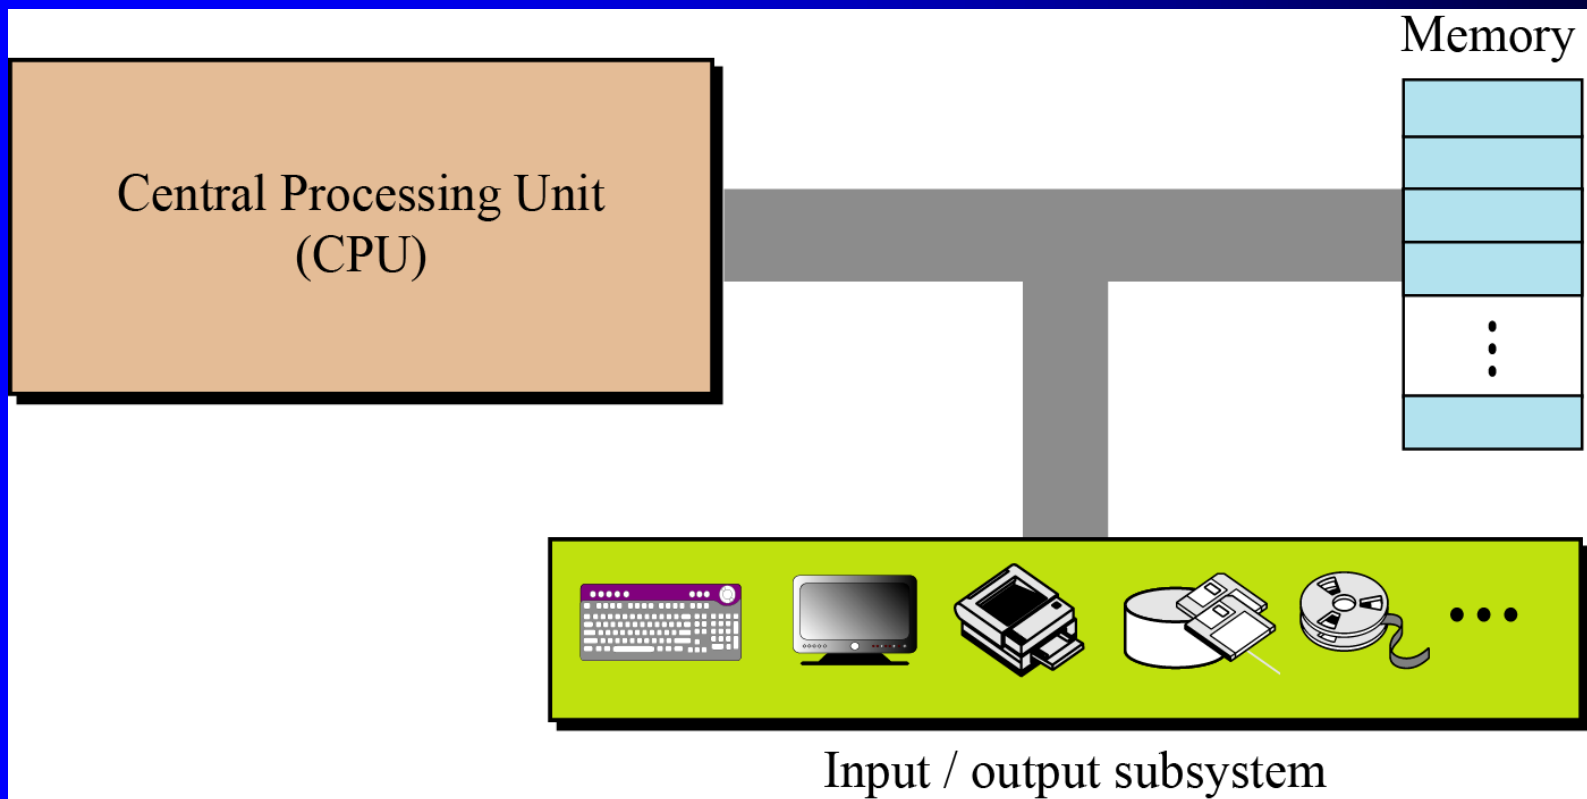 Memory
Central Processing Unit
(CPU)
Input / output subsystem